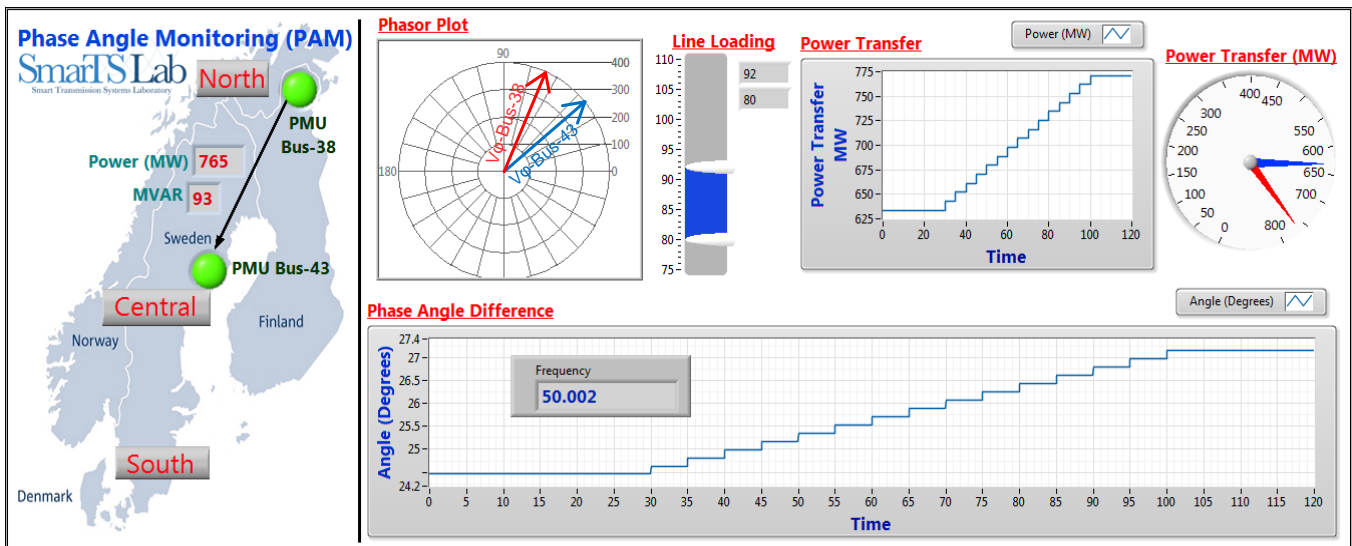 Phase Angle Monitoring (PAM)
SmarTS Lab
Smart Transmission Systems Laboratory
North
PMU
Bus-38
Power (MW) 765
MVAR 93
Sweden
PMU Bus-43
Central
Finland
Norway
South
Denmark
Phasor Plot
90
180
400
300
200
100
0
Vφ-Bus-38
Vφ-Bus-43
Line Loading
110
105
100
95
90
85
80
75
92
80
Power Transfer
Power (MW)
Power Transfer
MW
775
750
725
700
675
650
625
0 20 40 60 80 100 120
Time
Power Transfer (MW)
0 50 100 150 200 250 300 400 450 550 600 650 700 800
Phase Angle Difference
Angle (Degrees)
Angle (Degrees)
27.4
27
26.5
26
25.5
25
24.2
Frequency
50.002
0 5 10 15 20 25 30 35 40 45 50 55 60 65 70 75 80 85 90 95 100 105 110 115 120
Time